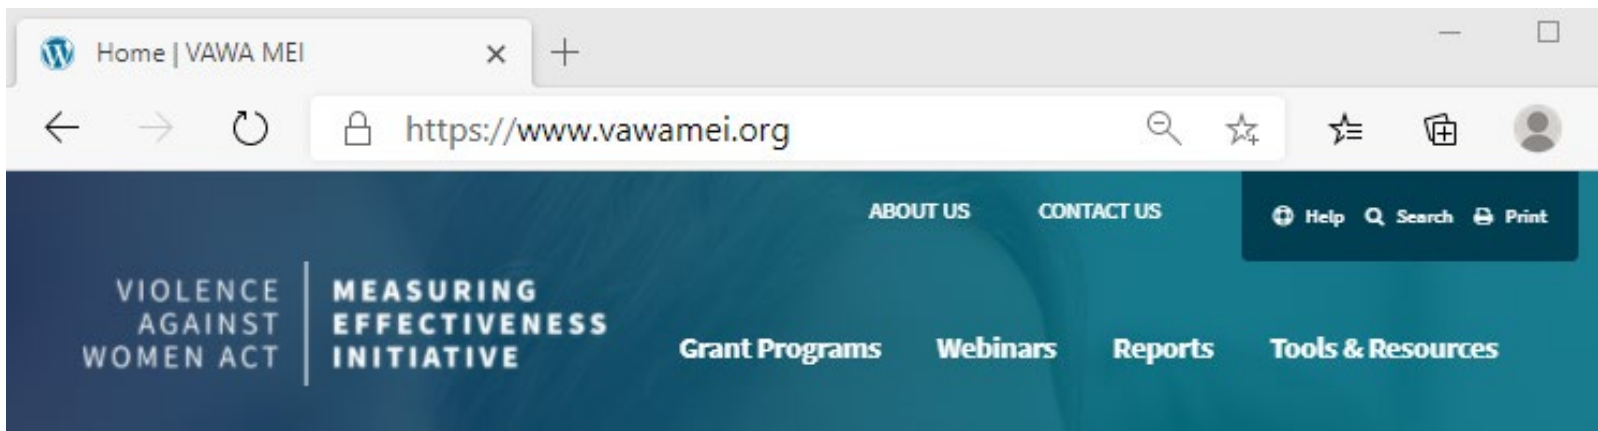 Home | VAWA MEI
https://www.vawamei.org
ABOUT US CONTACT US Help Search Print
VIOLENCE AGAINST WOMEN ACT
MEASURING EFFECTIVENESS INITIATIVE
Grant Programs Webinars Reports Tools & Resources